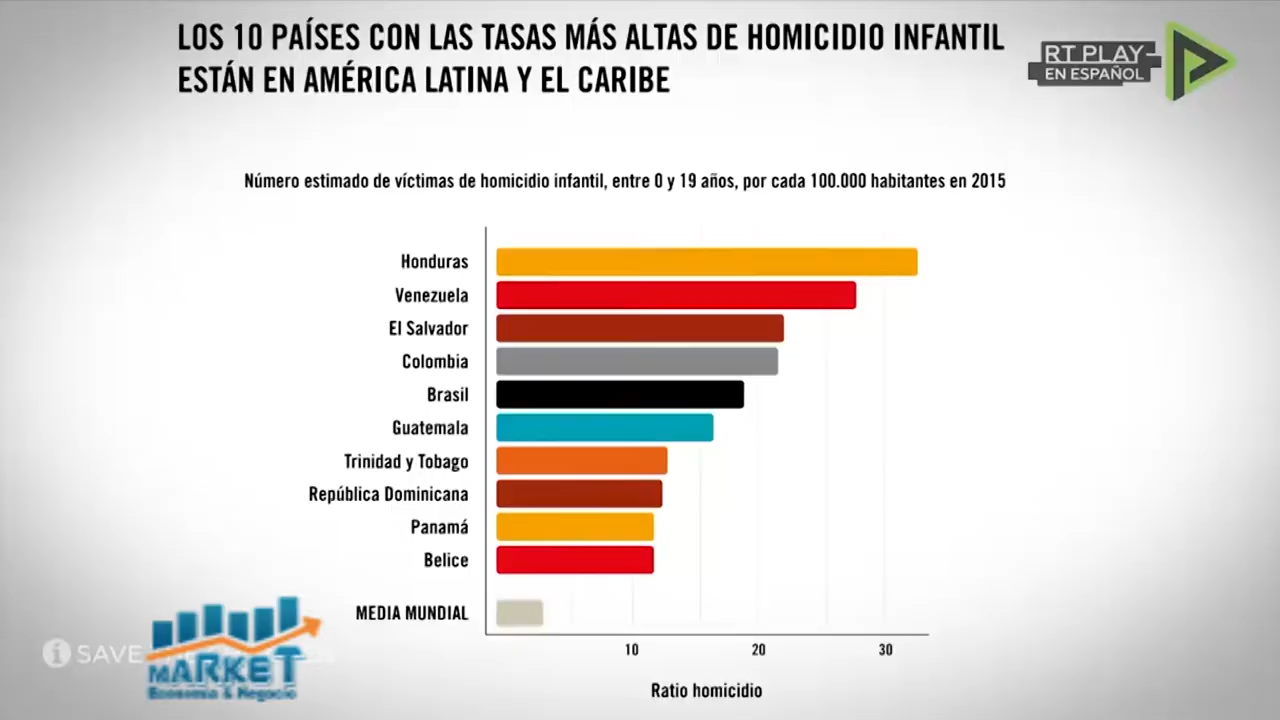 LOS 10 PAÍSES CON LAS TASAS MÁS ALTAS DE HOMICIDIO INFANTIL
ESTÁN EN AMÉRICA LATINA Y EL CARIBE
RT PLAY
EN ESPAÑOL
Número estimado de víctimas de homicidio infantil, entre 0 y 19 años, por cada 100.000 habitantes en 2015
Honduras
Venezuela
El Salvador
Colombia
Brasil
Guatemala
Trinidad y Tobago
República Dominicana
Panamá
Belice
MEDIA MUNDIAL
10 20 30
Ratio homicidio
SAVE
MARKET
Economía & Negocio